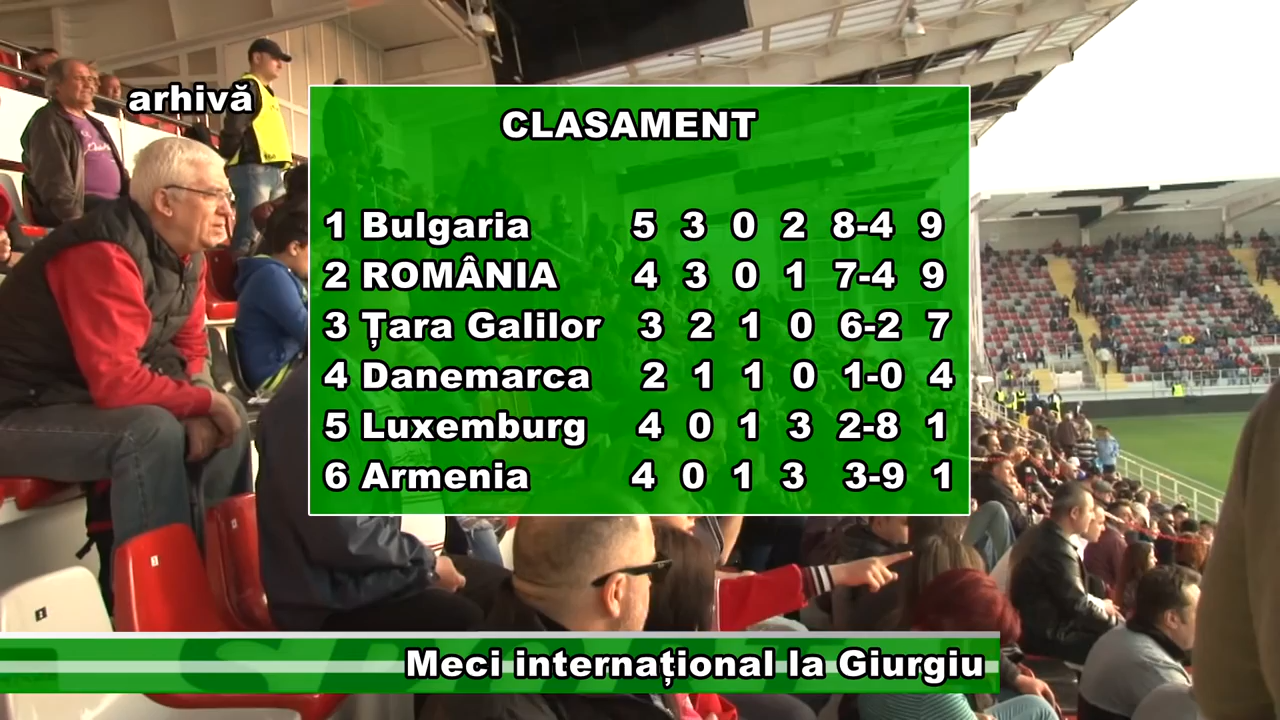 arhivă
CLASAMENT
1 Bulgaria 5 3 0 2 8-4 9
2 ROMÂNIA 4 3 0 1 7-4 9
3 Țara Galilor 3 2 1 0 6-2 7
4 Danemarca 2 1 1 0 1-0 4
5 Luxemburg 4 0 1 3 2-8 1
6 Armenia 4 0 1 3 3-9 1
Meci internațional la Giurgiu